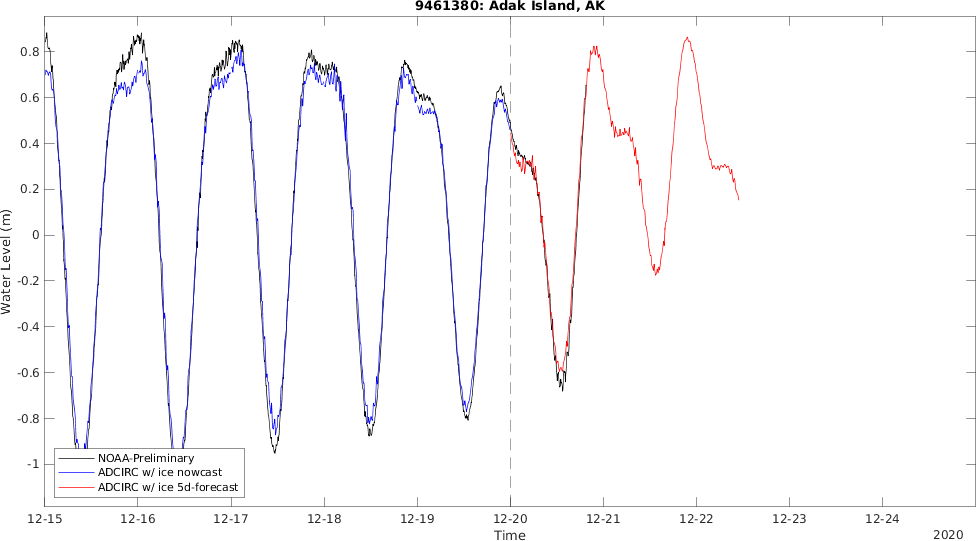 9461380: Adak Island, AK
Water Level (m)
0.8
0.6
0.4
0.2
0
-0.2
-0.4
-0.6
-0.8
-1
NOAA-Preliminary
ADCIRC w/ ice nowcast
ADCIRC w/ ice 5d-forecast
12-15 12-16 12-17 12-18 12-19 12-20 12-21 12-22 12-23 12-24
Time
2020